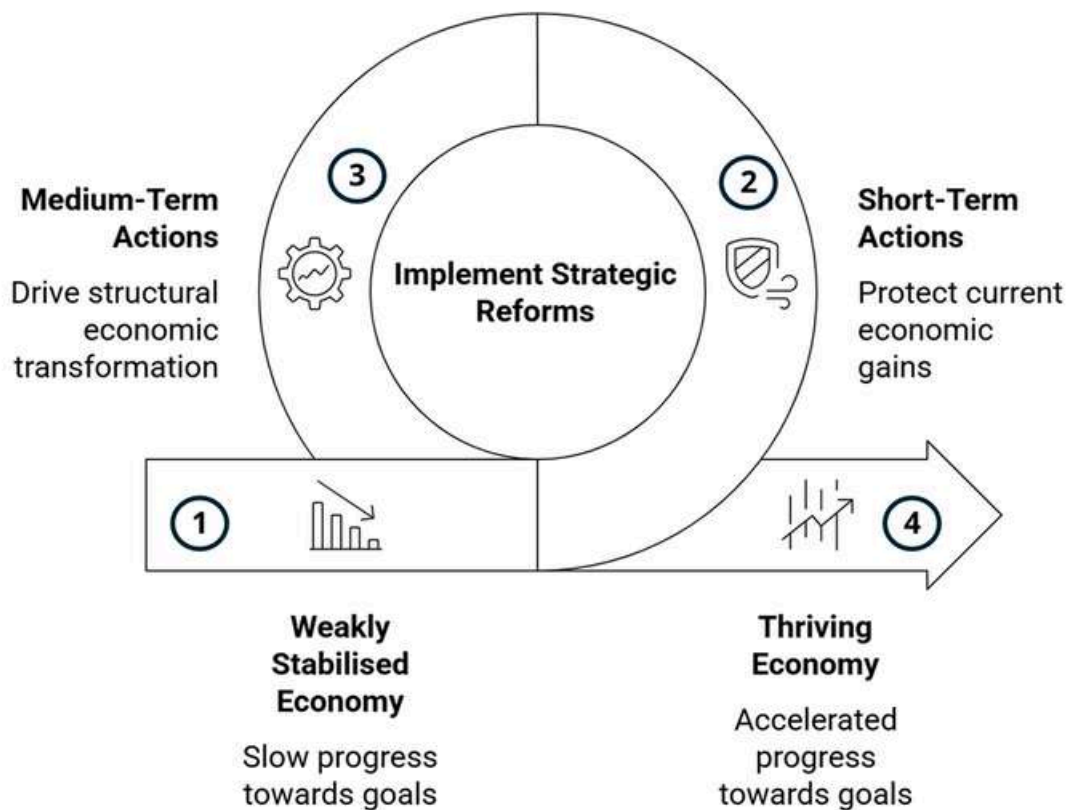 3
2
Medium-Term
Actions
Drive structural
economic
transformation
Implement Strategic
Reforms
Short-Term
Actions
Protect current
economic
gains
1
4
Weakly
Stabilised
Economy
Slow progress
towards goals
Thriving
Economy
Accelerated
progress
towards goals